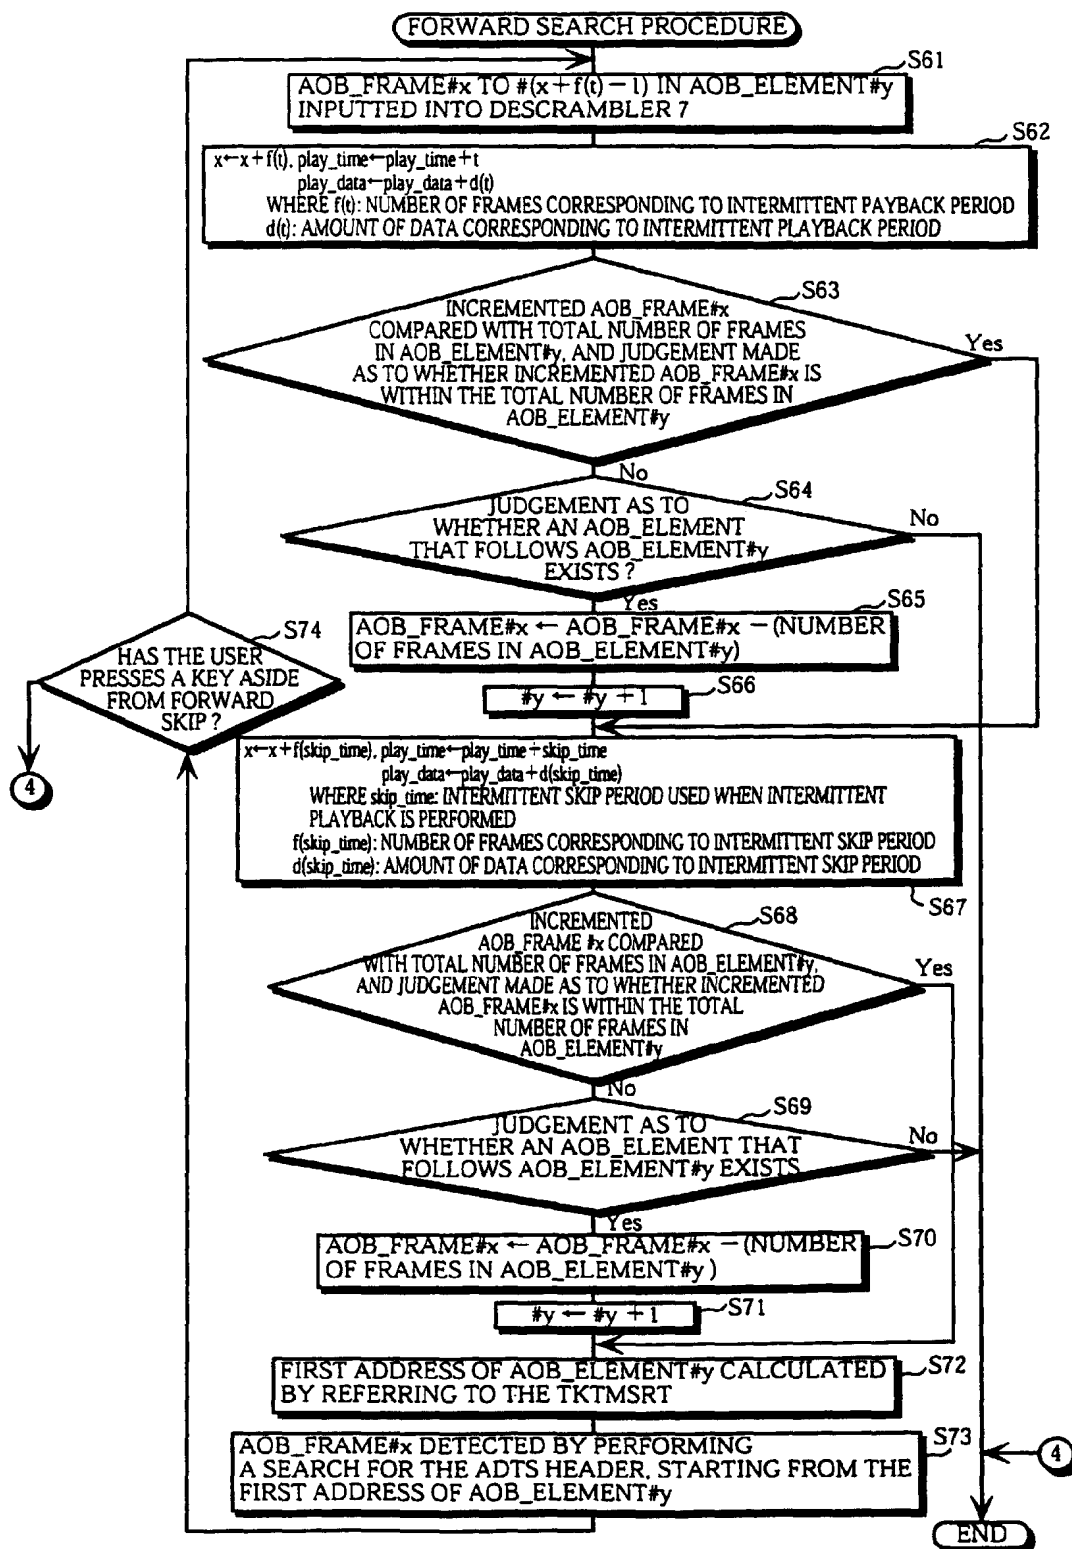 FORWARD SEARCH PROCEDURE
S61
AOB_FRAME#x TO #(x+f(t)−1) IN AOB_ELEMENT#y
INPUTTED INTO DESCRAMBLER 7
S62
x←x+f(t), play_time←play_time+t
play_data←play_data+d(t)
WHERE f(t): NUMBER OF FRAMES CORRESPONDING TO INTERMITTENT PAYBACK PERIOD
d(t): AMOUNT OF DATA CORRESPONDING TO INTERMITTENT PLAYBACK PERIOD
S63
INCREMENTED AOB_FRAME#x
COMPARED WITH TOTAL NUMBER OF FRAMES
IN AOB_ELEMENT#y, AND JUDGEMENT MADE
AS TO WHETHER INCREMENTED AOB_FRAME#x IS
WITHIN THE TOTAL NUMBER OF FRAMES IN
AOB_ELEMENT#y
Yes
No
S64
JUDGEMENT AS TO
WHETHER AN AOB_ELEMENT
THAT FOLLOWS AOB_ELEMENT#y
EXISTS ?
No
Yes
S65
AOB_FRAME#x ← AOB_FRAME#x −(NUMBER
OF FRAMES IN AOB_ELEMENT#y)
S66
#y ← #y +1
S74
HAS THE USER
PRESSES A KEY ASIDE
FROM FORWARD
SKIP ?
4
x←x+f(skip_time), play_time←play_time+skip_time
play_data←play_data+d(skip_time)
WHERE skip_time: INTERMITTENT SKIP PERIOD USED WHEN INTERMITTENT
PLAYBACK IS PERFORMED
f(skip_time): NUMBER OF FRAMES CORRESPONDING TO INTERMITTENT SKIP PERIOD
d(skip_time): AMOUNT OF DATA CORRESPONDING TO INTERMITTENT SKIP PERIOD
S67
S68
INCREMENTED
AOB_FRAME #x COMPARED
WITH TOTAL NUMBER OF FRAMES IN AOB_ELEMENT#y,
AND JUDGEMENT MADE AS TO WHETHER INCREMENTED
AOB_FRAME#x IS WITHIN THE TOTAL
NUMBER OF FRAMES IN
AOB_ELEMENT#y
Yes
No
S69
JUDGEMENT AS TO
WHETHER AN AOB_ELEMENT THAT
FOLLOWS AOB_ELEMENT#y EXISTS
No
Yes
S70
AOB_FRAME#x ← AOB_FRAME#x −(NUMBER
OF FRAMES IN AOB_ELEMENT#y )
S71
#y ← #y +1
S72
FIRST ADDRESS OF AOB_ELEMENT#y CALCULATED
BY REFERRING TO THE TKTMSRT
S73
AOB_FRAME#x DETECTED BY PERFORMING
A SEARCH FOR THE ADTS HEADER, STARTING FROM THE
FIRST ADDRESS OF AOB_ELEMENT#y
4
END